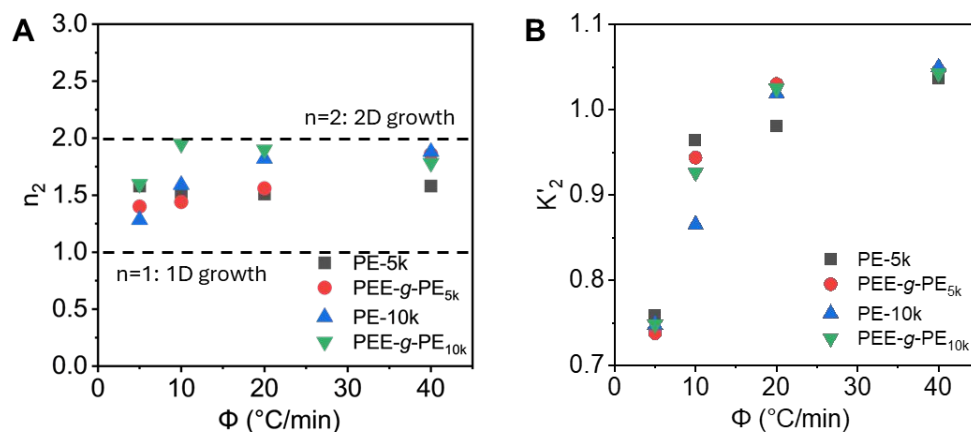 A
3.0
2.5
2.0
1.5
1.0
0.5
0.0
n₂
n=2: 2D growth
n=1: 1D growth
PE-5k
PEE-g-PE₅ₖ
PE-10k
PEE-g-PE₁₀ₖ
0 10 20 30 40
Φ (°C/min)
B
1.1
1.0
0.9
0.8
0.7
K'₂
PE-5k
PEE-g-PE₅ₖ
PE-10k
PEE-g-PE₁₀ₖ
0 10 20 30 40
Φ (°C/min)